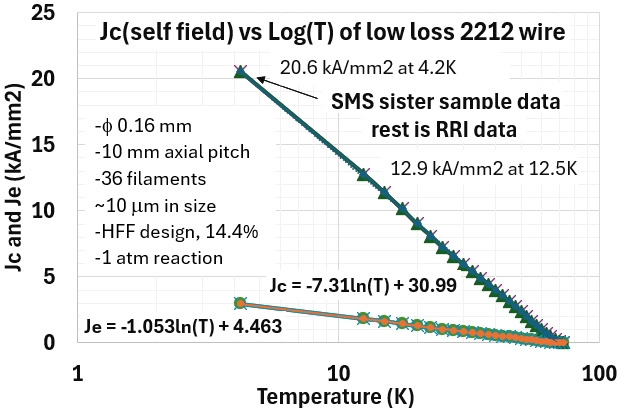 Jc(self field) vs Log(T) of low loss 2212 wire
20.6 kA/mm2 at 4.2K
SMS sister sample data
rest is RRI data
-ϕ 0.16 mm
-10 mm axial pitch
-36 filaments
~10 μm in size
-HFF design, 14.4%
-1 atm reaction
12.9 kA/mm2 at 12.5K
Jc = -7.31ln(T) + 30.99
Je = -1.053ln(T) + 4.463
Jc and Je (kA/mm2)
25
20
15
10
5
0
1
10
100
Temperature (K)